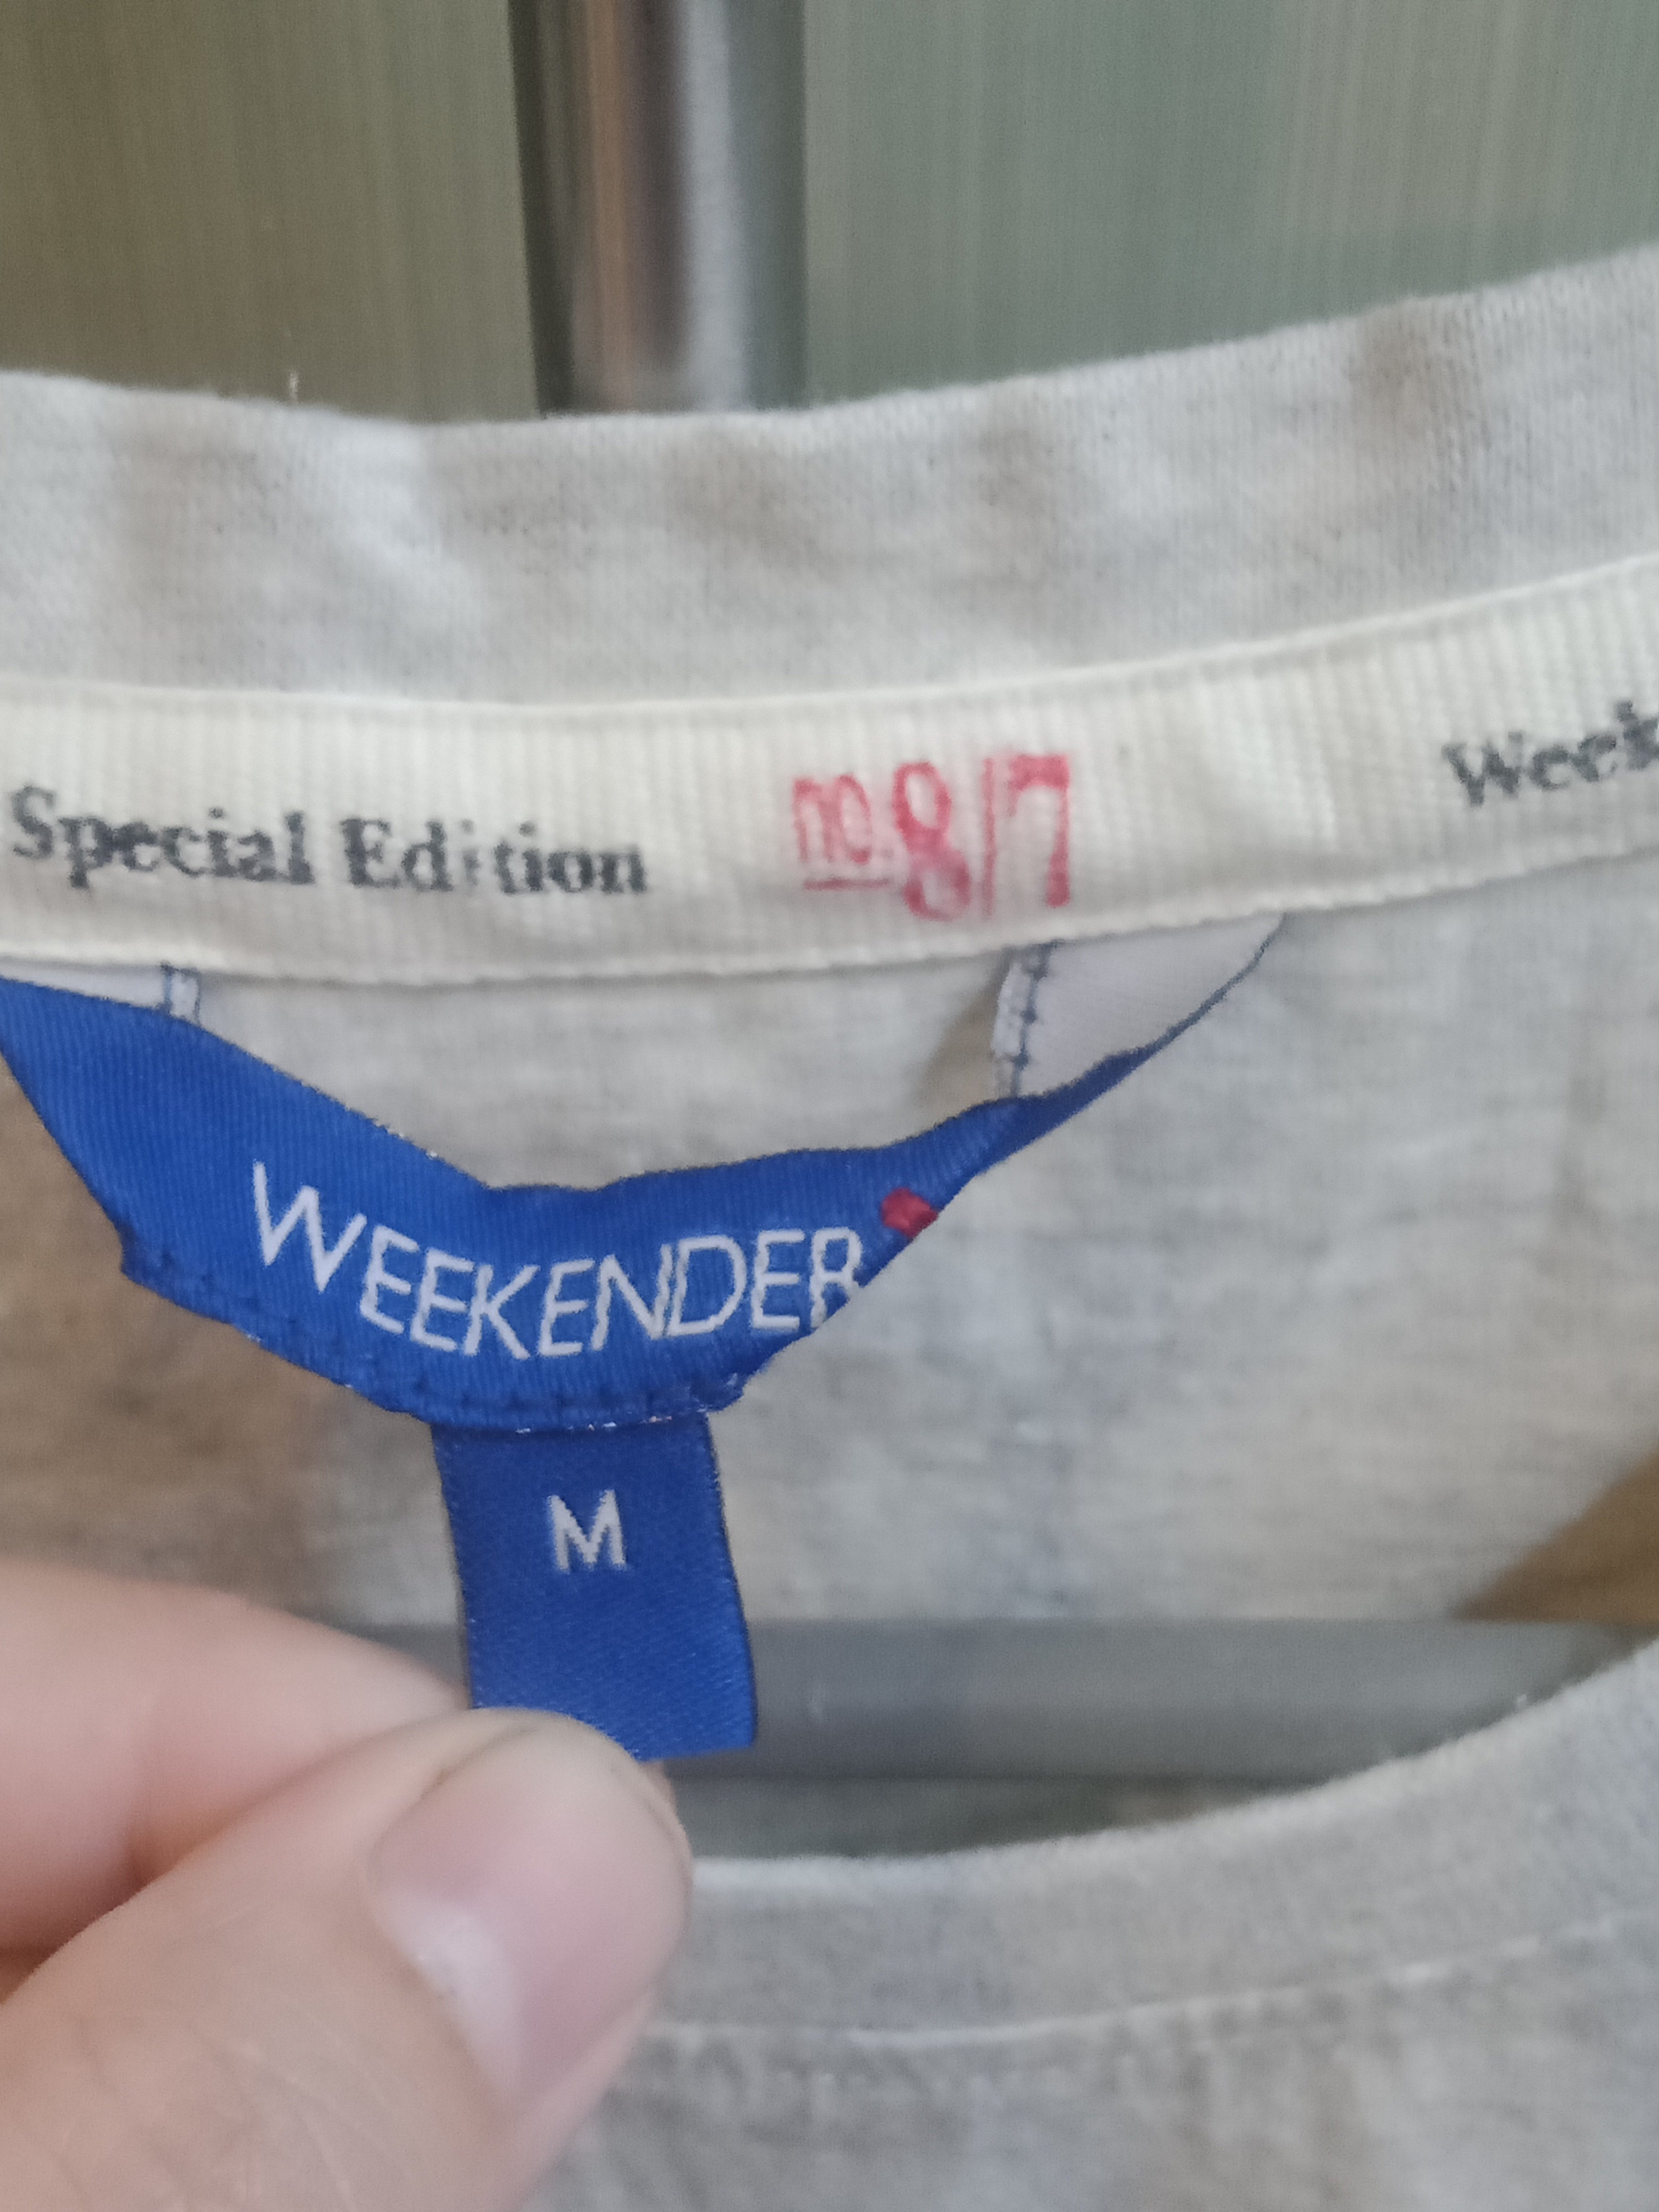 Special Edition no.8/7
WEEKENDER
M